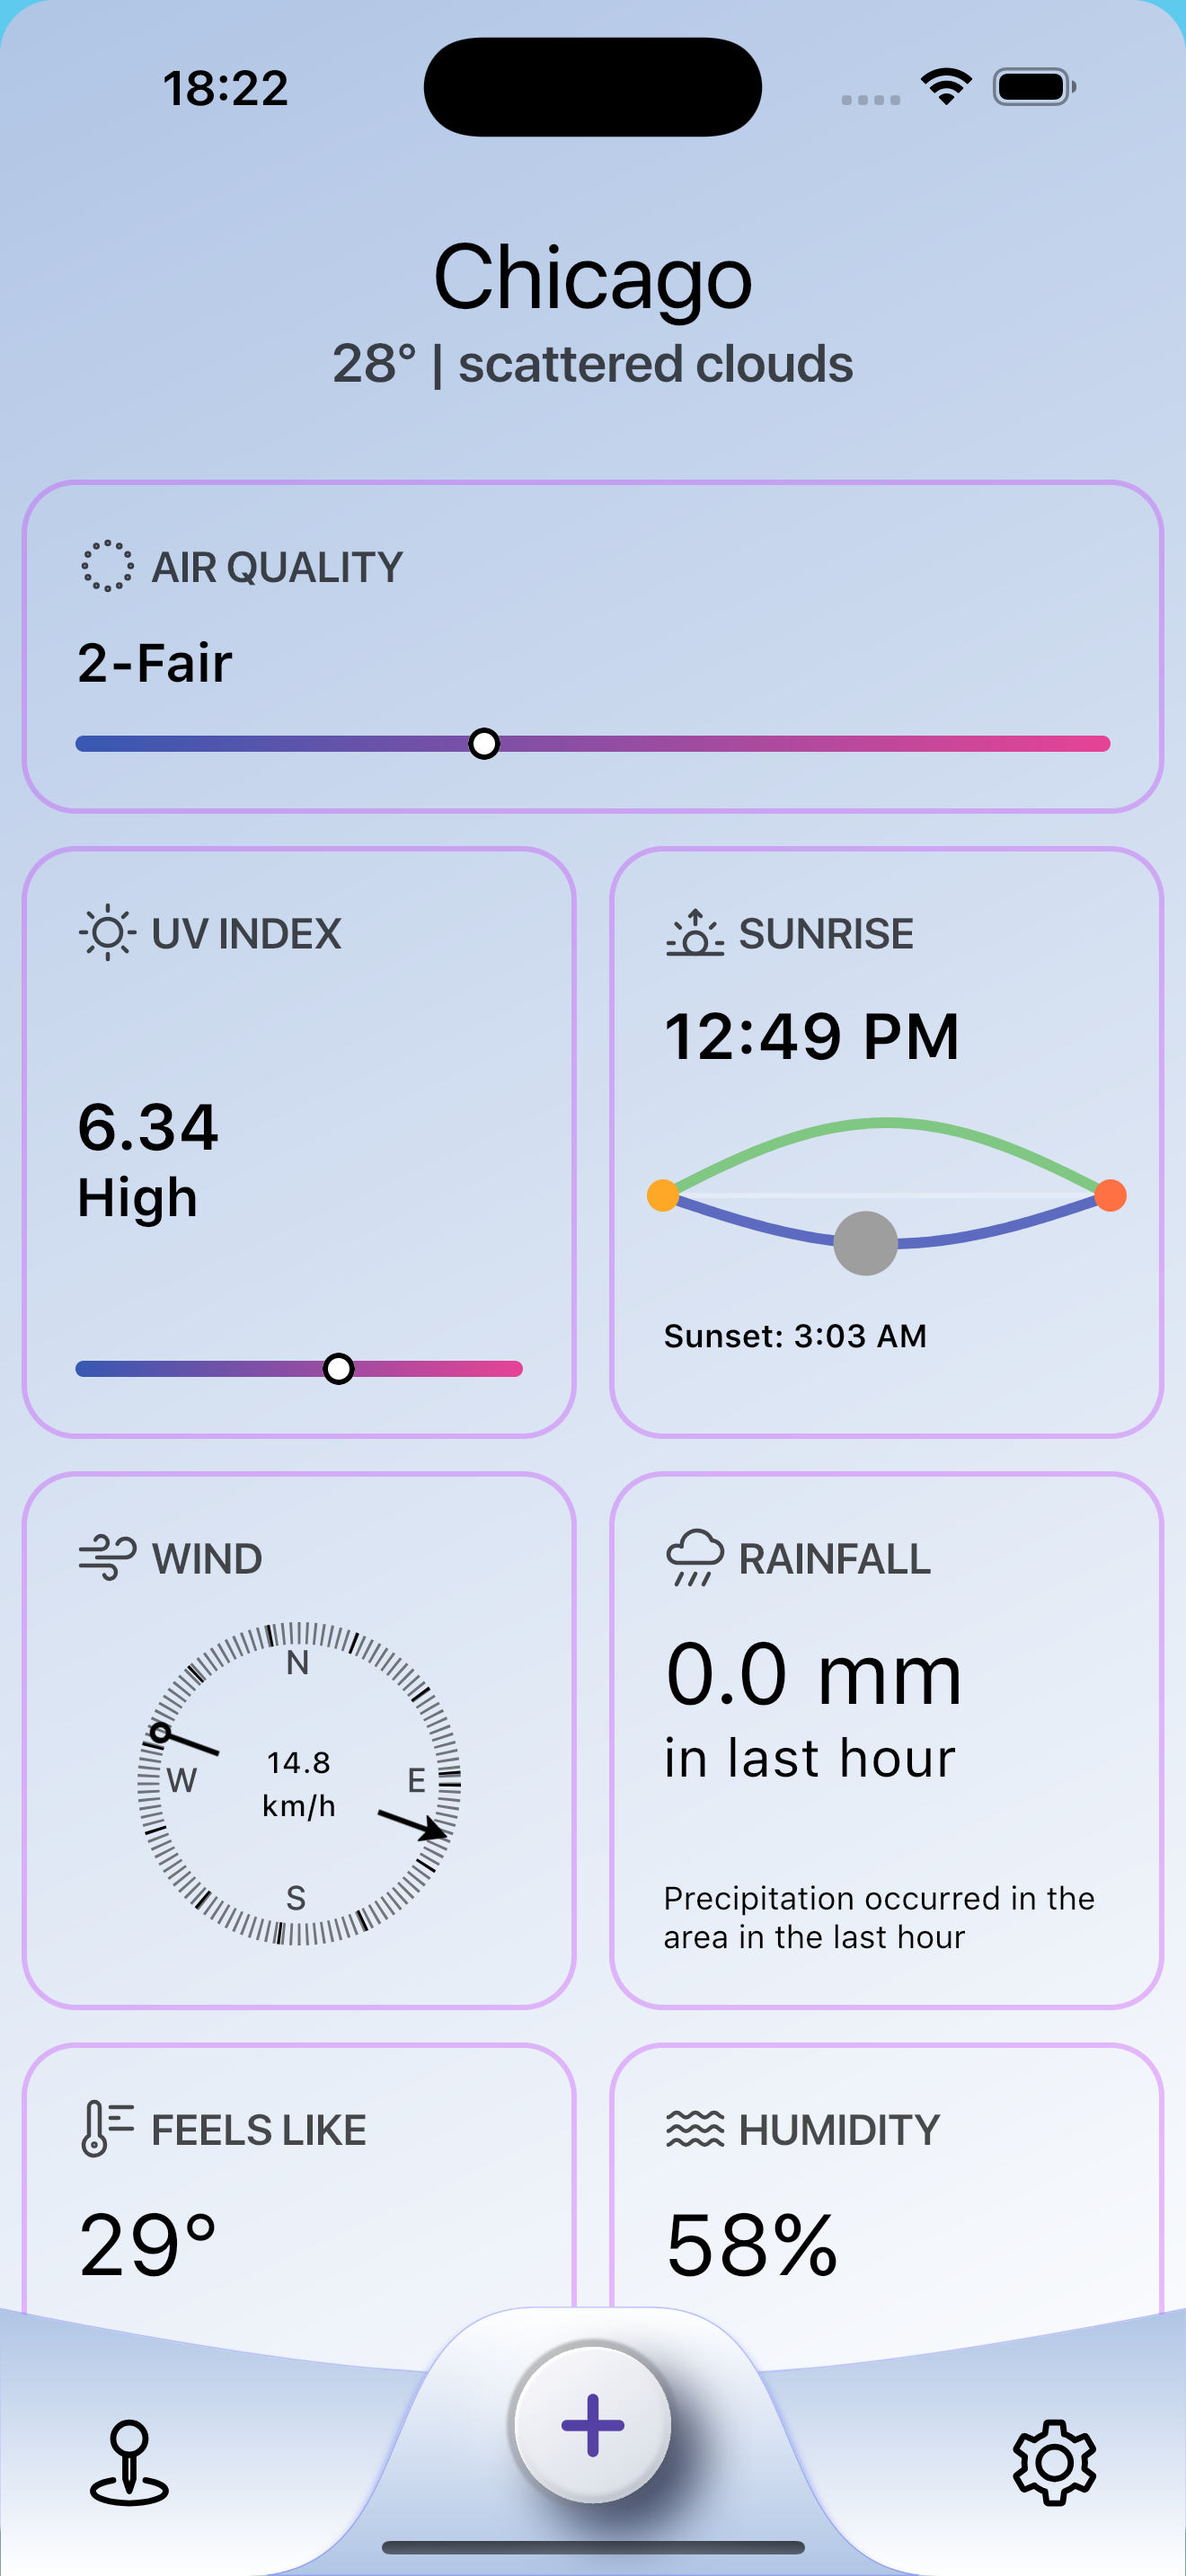 18:22
Chicago
28° | scattered clouds
AIR QUALITY
2-Fair
UV INDEX
6.34
High
SUNRISE
12:49 PM
Sunset: 3:03 AM
WIND
N
W
14.8
km/h
E
S
RAINFALL
0.0 mm
in last hour
Precipitation occurred in the
area in the last hour
FEELS LIKE
29°
HUMIDITY
58%